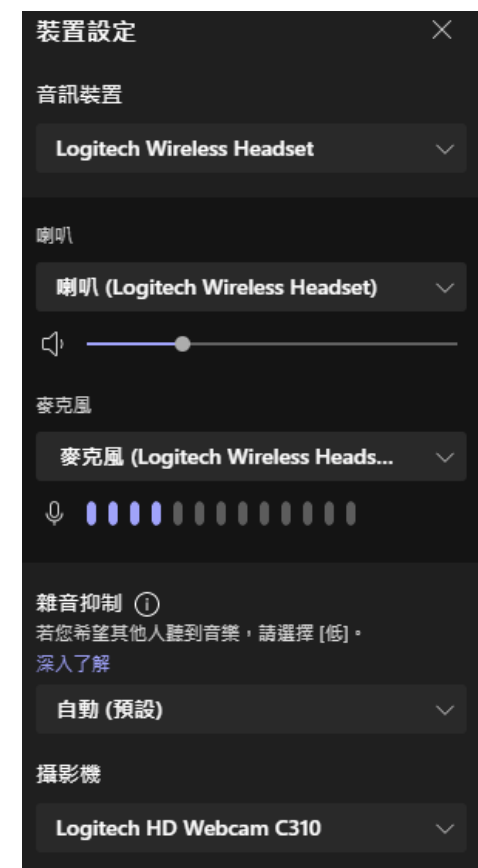 裝置設定
音訊裝置
Logitech Wireless Headset
喇叭
喇叭 (Logitech Wireless Headset)
麥克風
麥克風 (Logitech Wireless Heads...
雜音抑制
若您希望其他人聽到音樂，請選擇 [低]。
深入了解
自動 (預設)
攝影機
Logitech HD Webcam C310